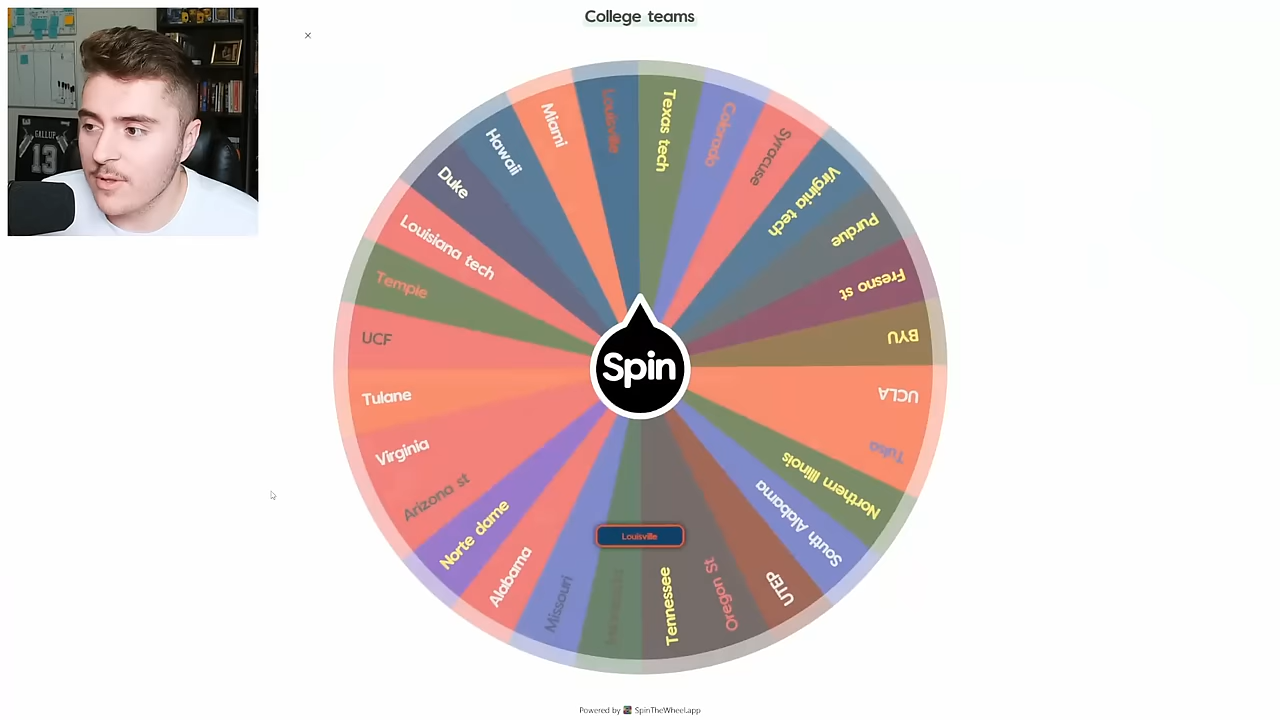 College teams
×
GALLUP
13
Louisville
Texas tech
Colorado
Syracuse
Virginia tech
Purdue
Fresno st
BYU
UCLA
Tulsa
Northern Illinois
South Alabama
UTEP
Oregon St
Tennessee
Missouri
Alabama
Norte dame
Arizona st
Virginia
Tulane
UCF
Temple
Louisiana tech
Duke
Hawaii
Miami
Spin
Louisville
Powered by SpinTheWheel.app